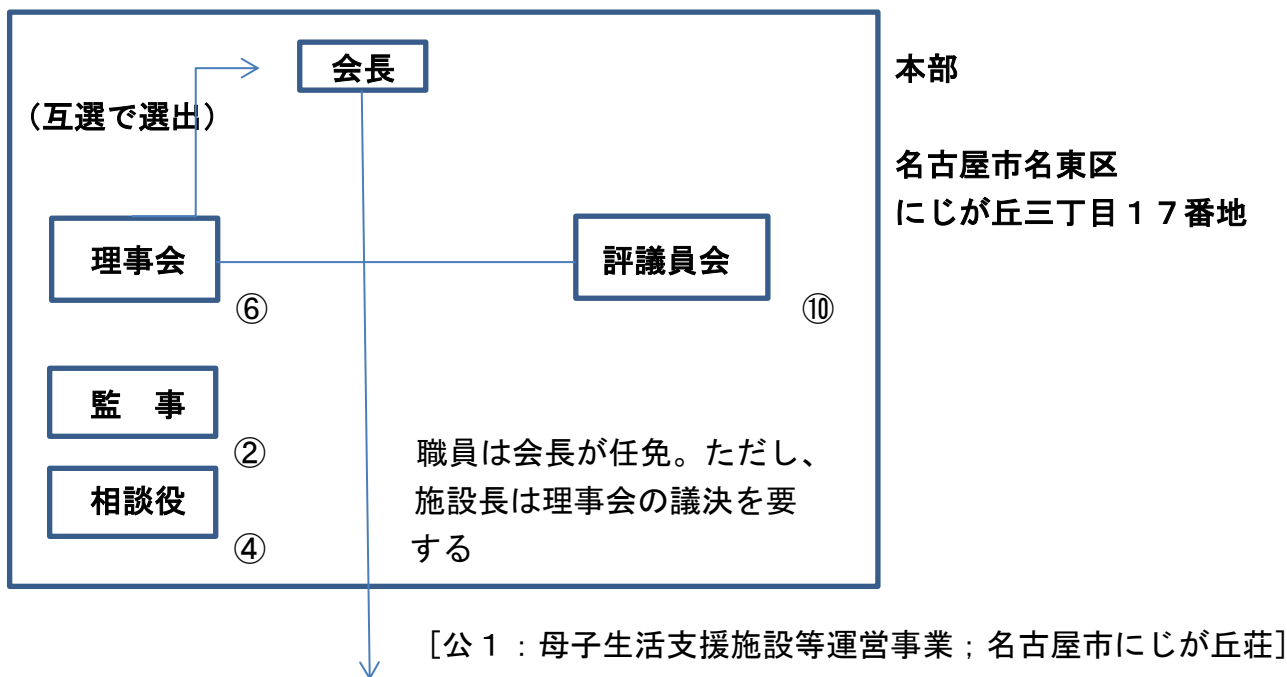 会長
本部
（互選で選出）
名古屋市名東区
にじが丘三丁目１７番地
理事会
評議員会
⑥
⑩
監　事
②
職員は会長が任免。ただし、
施設長は理事会の議決を要
する
相談役
④
［公１：母子生活支援施設等運営事業；名古屋市にじが丘荘］